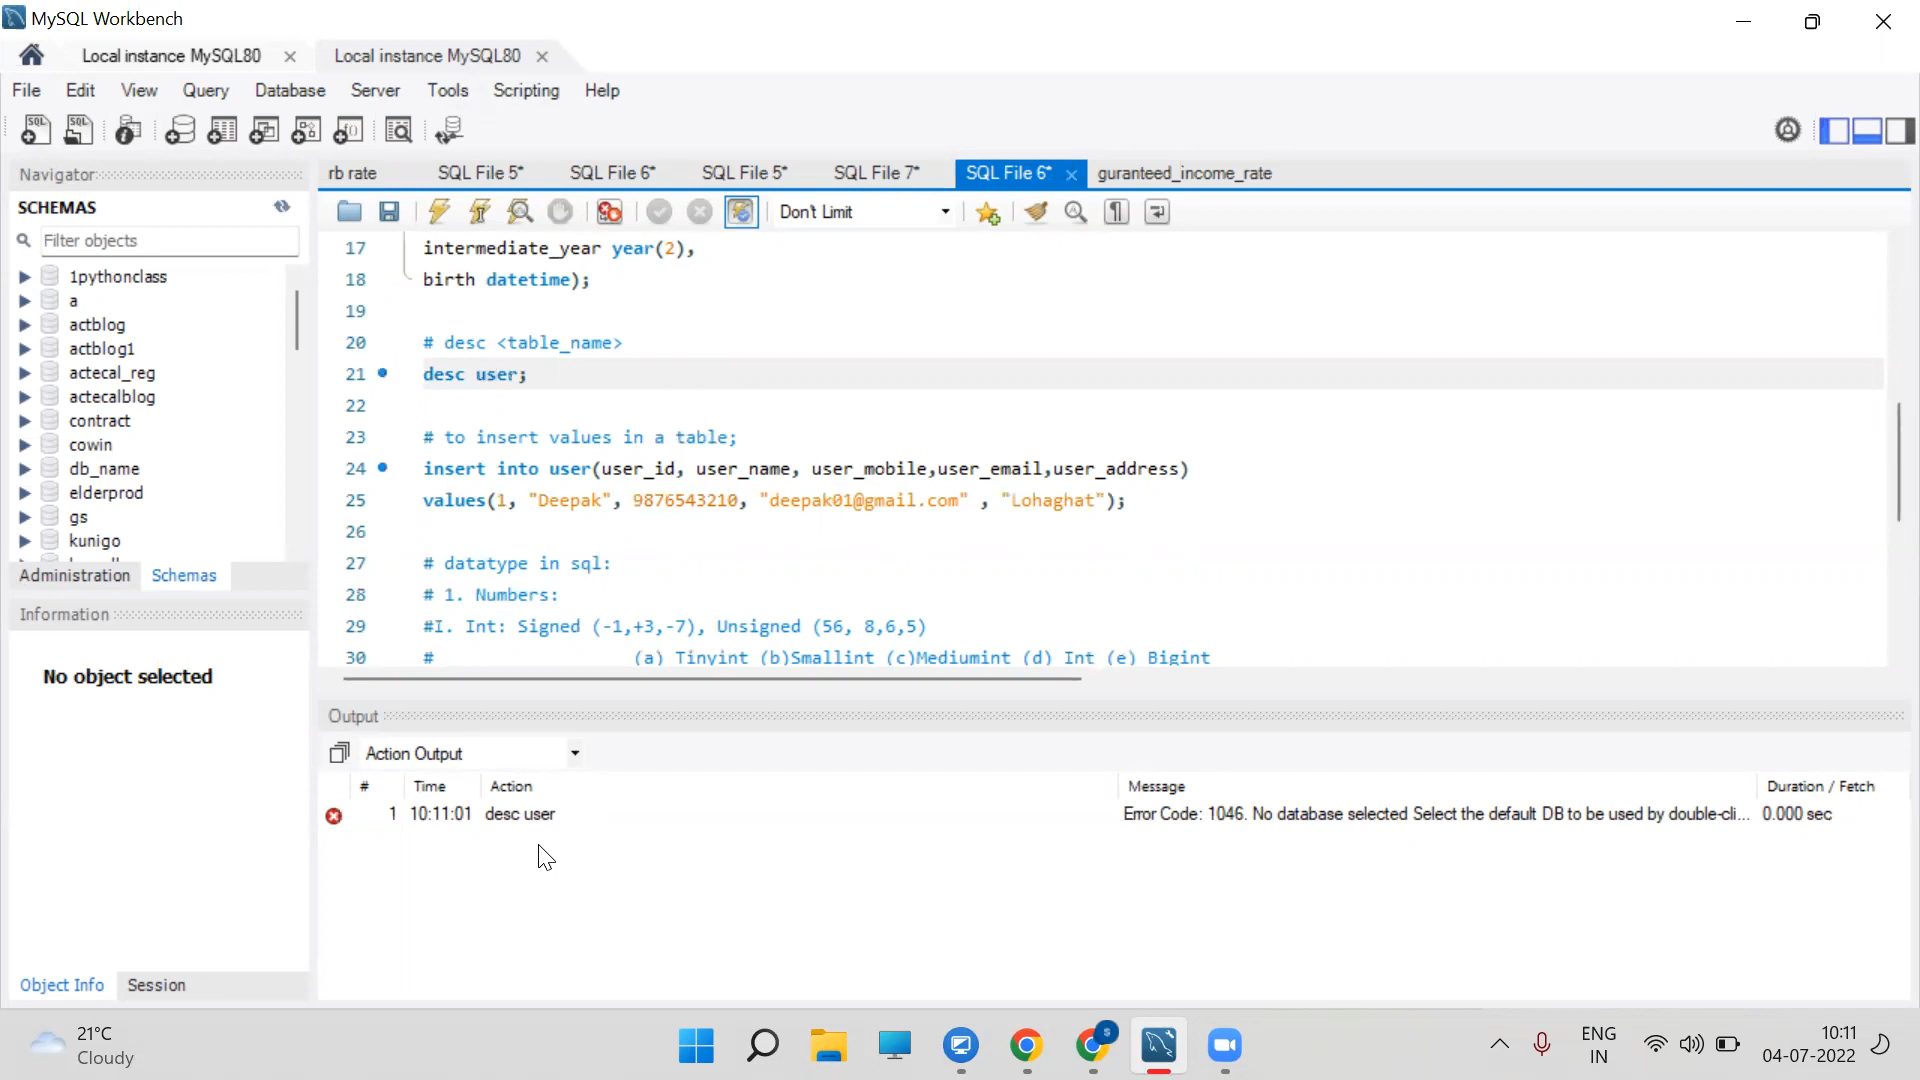 MySQL Workbench
Local instance MySQL80
Local instance MySQL80
File Edit View Query Database Server Tools Scripting Help
SQL SQL
Navigator
SCHEMAS
Filter objects
1pythonclass
a
actblog
actblog1
actecal_reg
actecalblog
contract
cowin
db_name
elderprod
gs
kunigo
Administration Schemas
Information
No object selected
Object Info Session
rb rate SQL File 5* SQL File 6* SQL File 5* SQL File 7* SQL File 6* guranteed_income_rate
Don't Limit
17 intermediate_year year(2),
18 birth datetime);
19
20 # desc <table_name>
21 desc user;
22
23 # to insert values in a table;
24 insert into user(user_id, user_name, user_mobile,user_email,user_address)
25 values(1, "Deepak", 9876543210, "deepak01@gmail.com" , "Lohaghat");
26
27 # datatype in sql:
28 # 1. Numbers:
29 #I. Int: Signed (-1,+3,-7), Unsigned (56, 8,6,5)
30 # (a) Tinyint (b)Smallint (c)Mediumint (d) Int (e) Bigint
Output
Action Output
# Time Action Message Duration / Fetch
1 10:11:01 desc user Error Code: 1046. No database selected Select the default DB to be used by double-cli... 0.000 sec
21°C
Cloudy
S
ENG
IN
10:11
04-07-2022